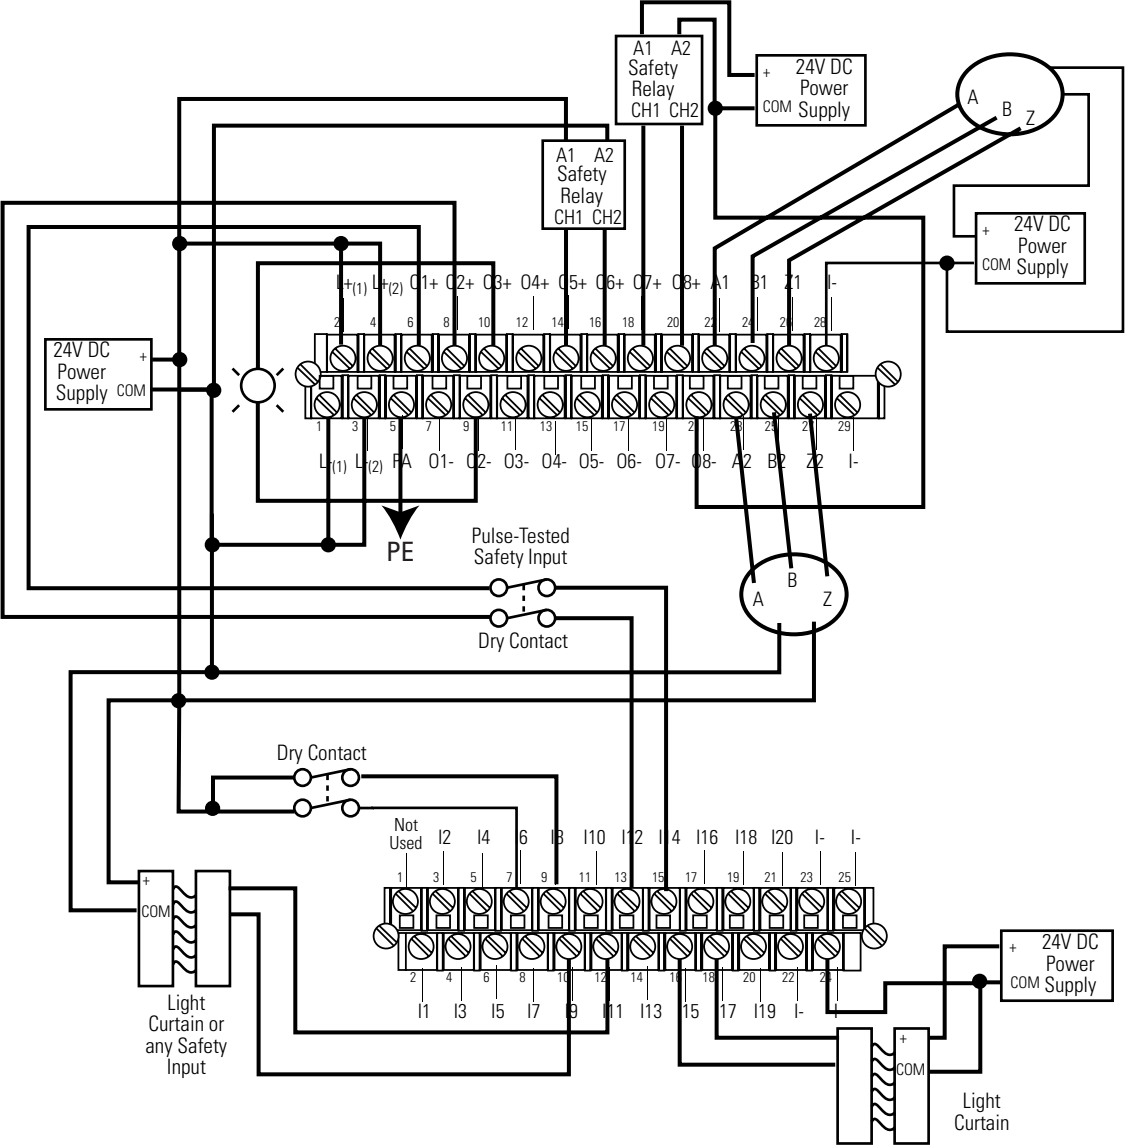 A1 A2
Safety
Relay
CH1 CH2
+ 24V DC
Power
COM Supply
A
B
Z
A1 A2
Safety
Relay
CH1 CH2
24V DC
+ Power
COM Supply
L+(1) L+(2) O1+ O2+ O3+ O4+ O5+ O6+ O7+ O8+ A1 B1 Z1 I-
2 4 6 8 10 12 14 16 18 20 22 24 26 28
24V DC
+
Power
Supply COM
1 3 5 7 9 11 13 15 17 19 21 23 25 27 29
L-(1) L-(2) FA O1- O2- O3- O4- O5- O6- O7- O8- A2 B2 Z2 I-
PE
Pulse-Tested
Safety Input
A B Z
Dry Contact
Dry Contact
Not
Used I2 I4 I6 I8 I10 I12 I14 I16 I18 I20 I- I-
1 3 5 7 9 11 13 15 17 19 21 23 25
+
COM
2 4 6 8 10 12 14 16 18 20 22 24
I1 I3 I5 I7 I9 I11 I13 I15 I17 I19 I- I-
Light
Curtain or
any Safety
Input
24V DC
+ Power
COM Supply
+
COM
Light
Curtain